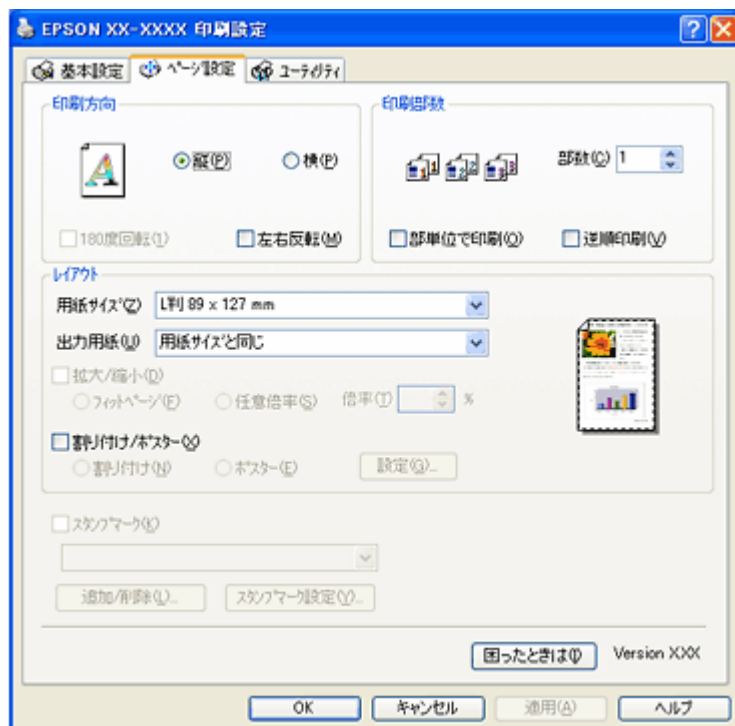 EPSON XX-XXXX 印刷設定
基本設定 ページ設定 ユーティリティ
印刷方向 印刷部数
縦(P) 横(P) 部数(C) 1
180度回転(1) 左右反転(M) 部単位で印刷(O) 逆順印刷(V)
レイアウト
用紙サイズ(Z) L判 89 x 127 mm
出力用紙(U) 用紙サイズと同じ
拡大/縮小(D)
フィットページ(F) 任意倍率(S) 倍率(T) %
割り付け/ポスター(X)
割り付け(N) ポスター(E) 設定(G)...
スタンプマーク(K)
追加/削除(L)... スタンプマーク設定(Y)...
困ったときは(I) Version X.XX
OK キャンセル 適用(A) ヘルプ